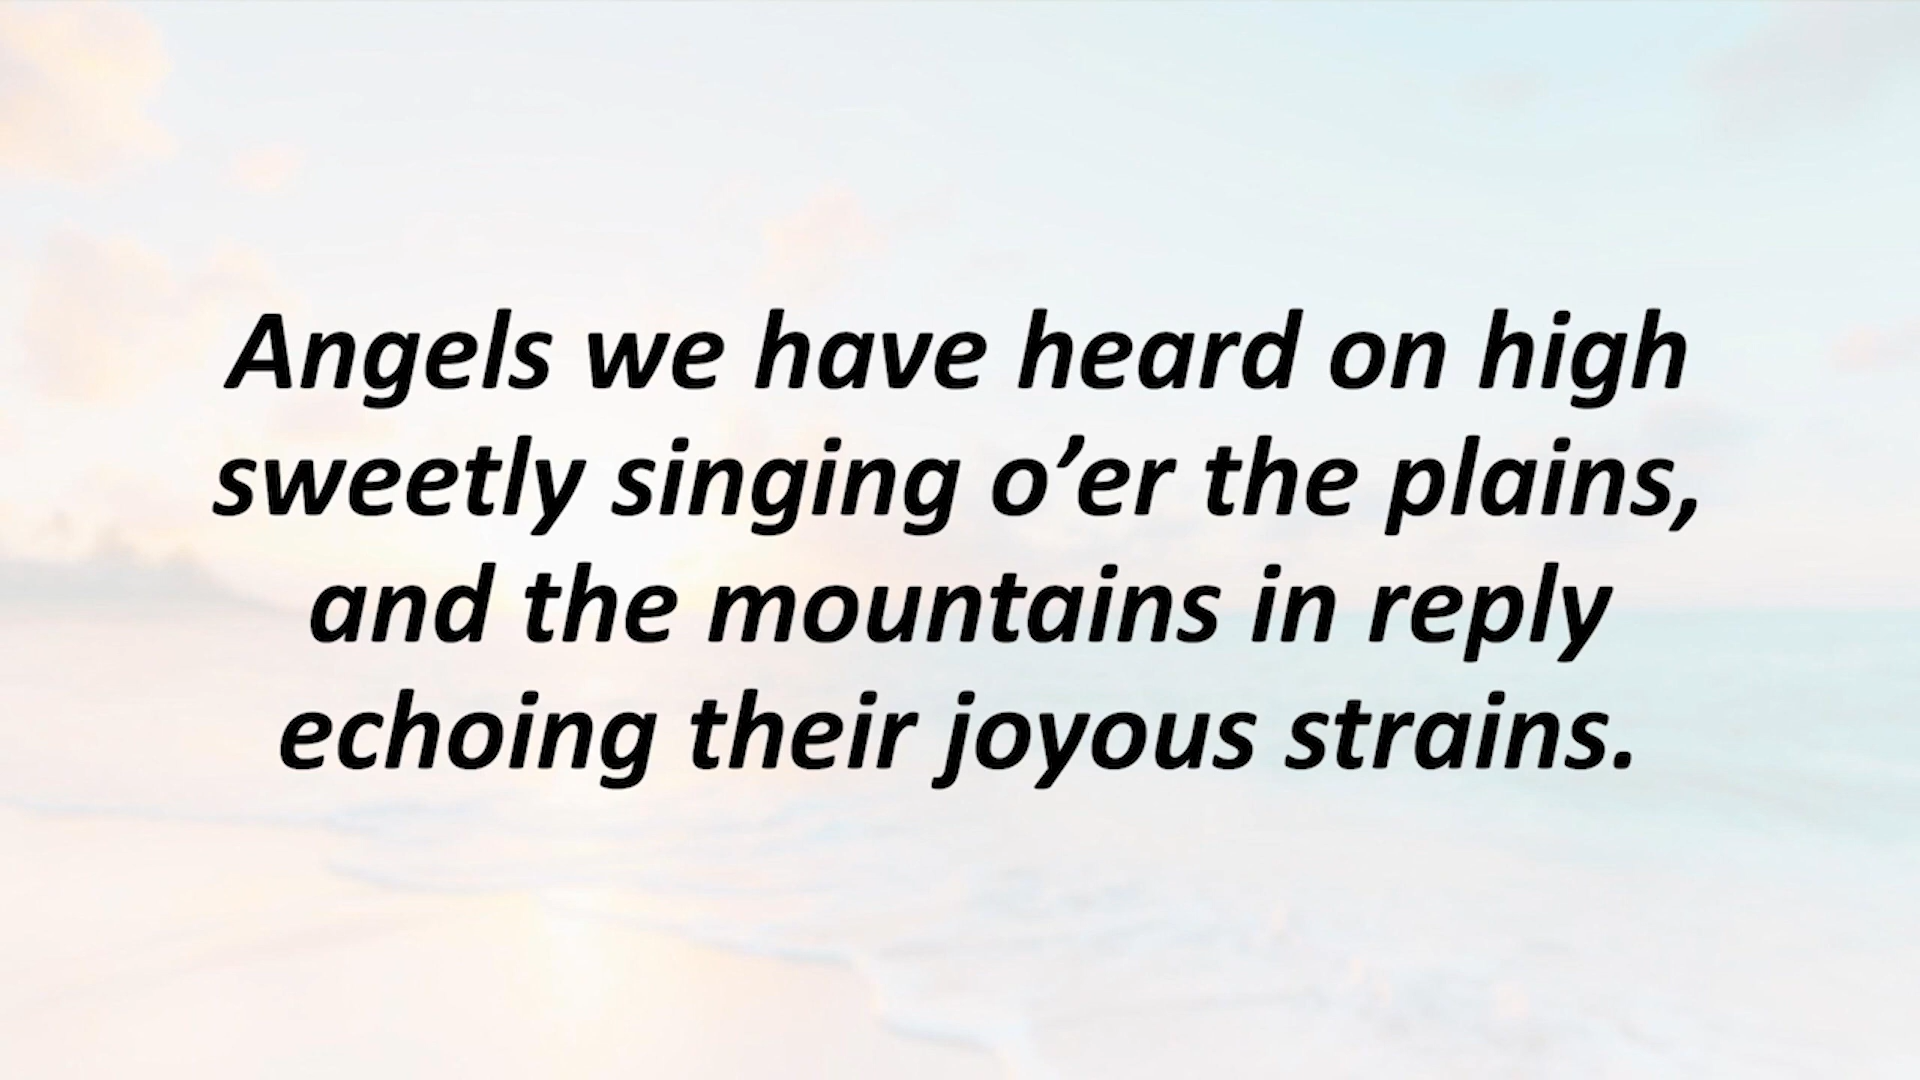 Angels we have heard on high
sweetly singing o’er the plains,
and the mountains in reply
echoing their joyous strains.